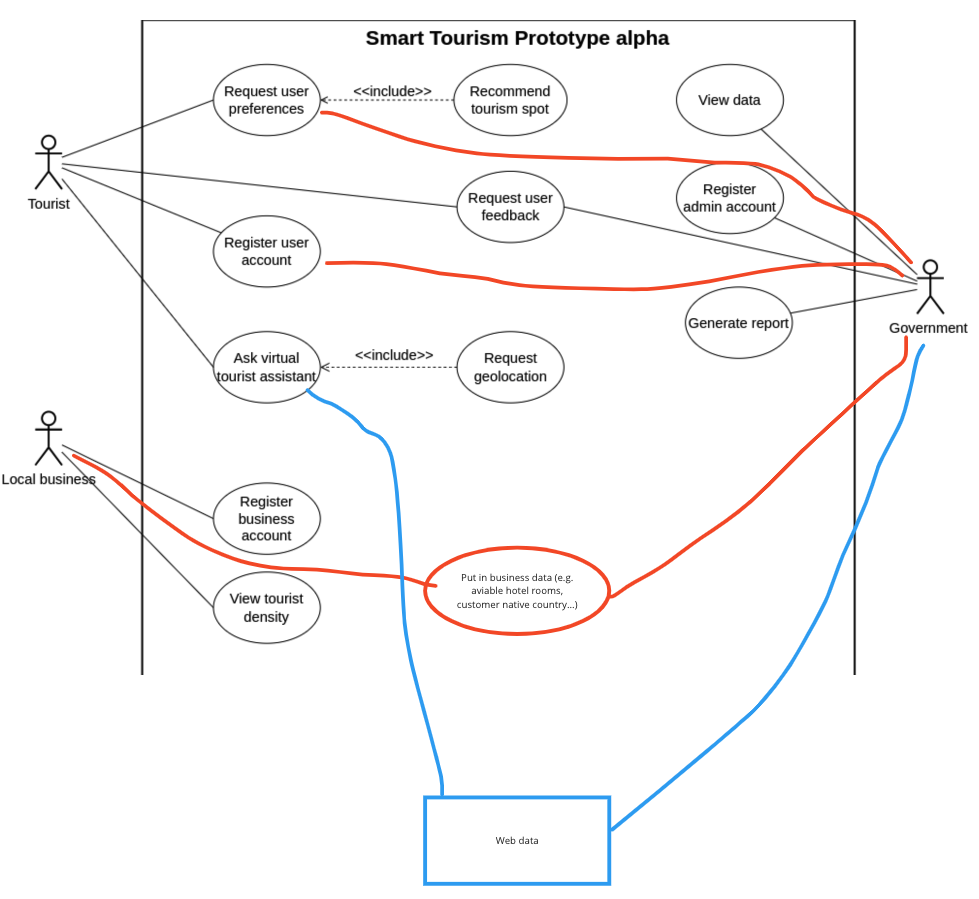 Smart Tourism Prototype alpha
Request user
preferences
<<include>>
Recommend
tourism spot
View data
Tourist
Request user
feedback
Register
admin account
Register user
account
Government
Generate report
Ask virtual
tourist assistant
<<include>>
Request
geolocation
Local business
Register
business
account
View tourist
density
Put in business data (e.g.
aviable hotel rooms,
customer native country...)
Web data